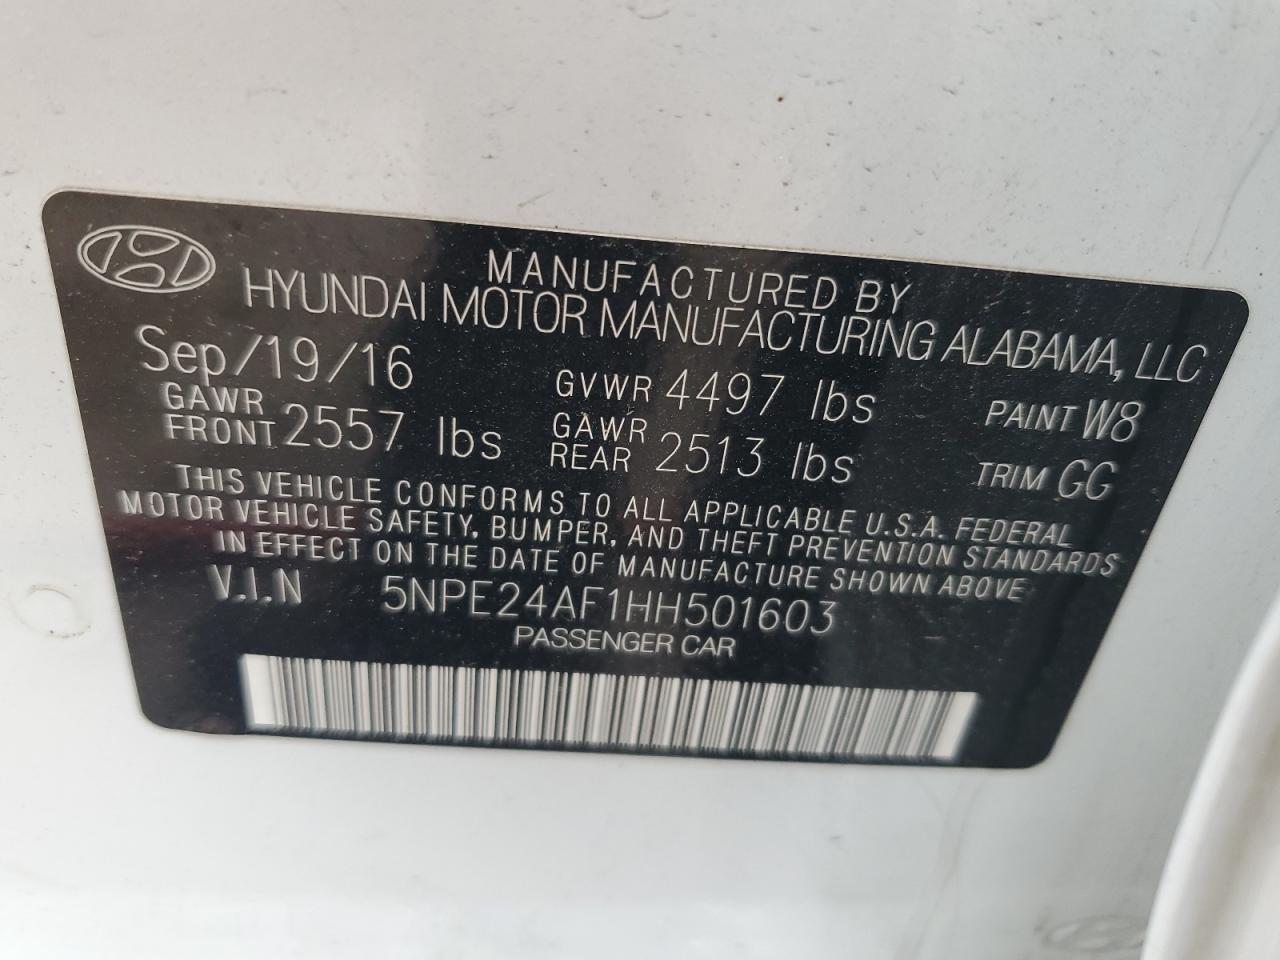 MANUFACTURED BY
HYUNDAI MOTOR MANUFACTURING ALABAMA, LLC
Sep/19/16 GVWR 4497 lbs PAINT W8
GAWR FRONT 2557 lbs GAWR REAR 2513 lbs TRIM GG
THIS VEHICLE CONFORMS TO ALL APPLICABLE U.S.A. FEDERAL
MOTOR VEHICLE SAFETY, BUMPER, AND THEFT PREVENTION STANDARDS
IN EFFECT ON THE DATE OF MANUFACTURE SHOWN ABOVE
V.I.N 5NPE24AF1HH501603
PASSENGER CAR